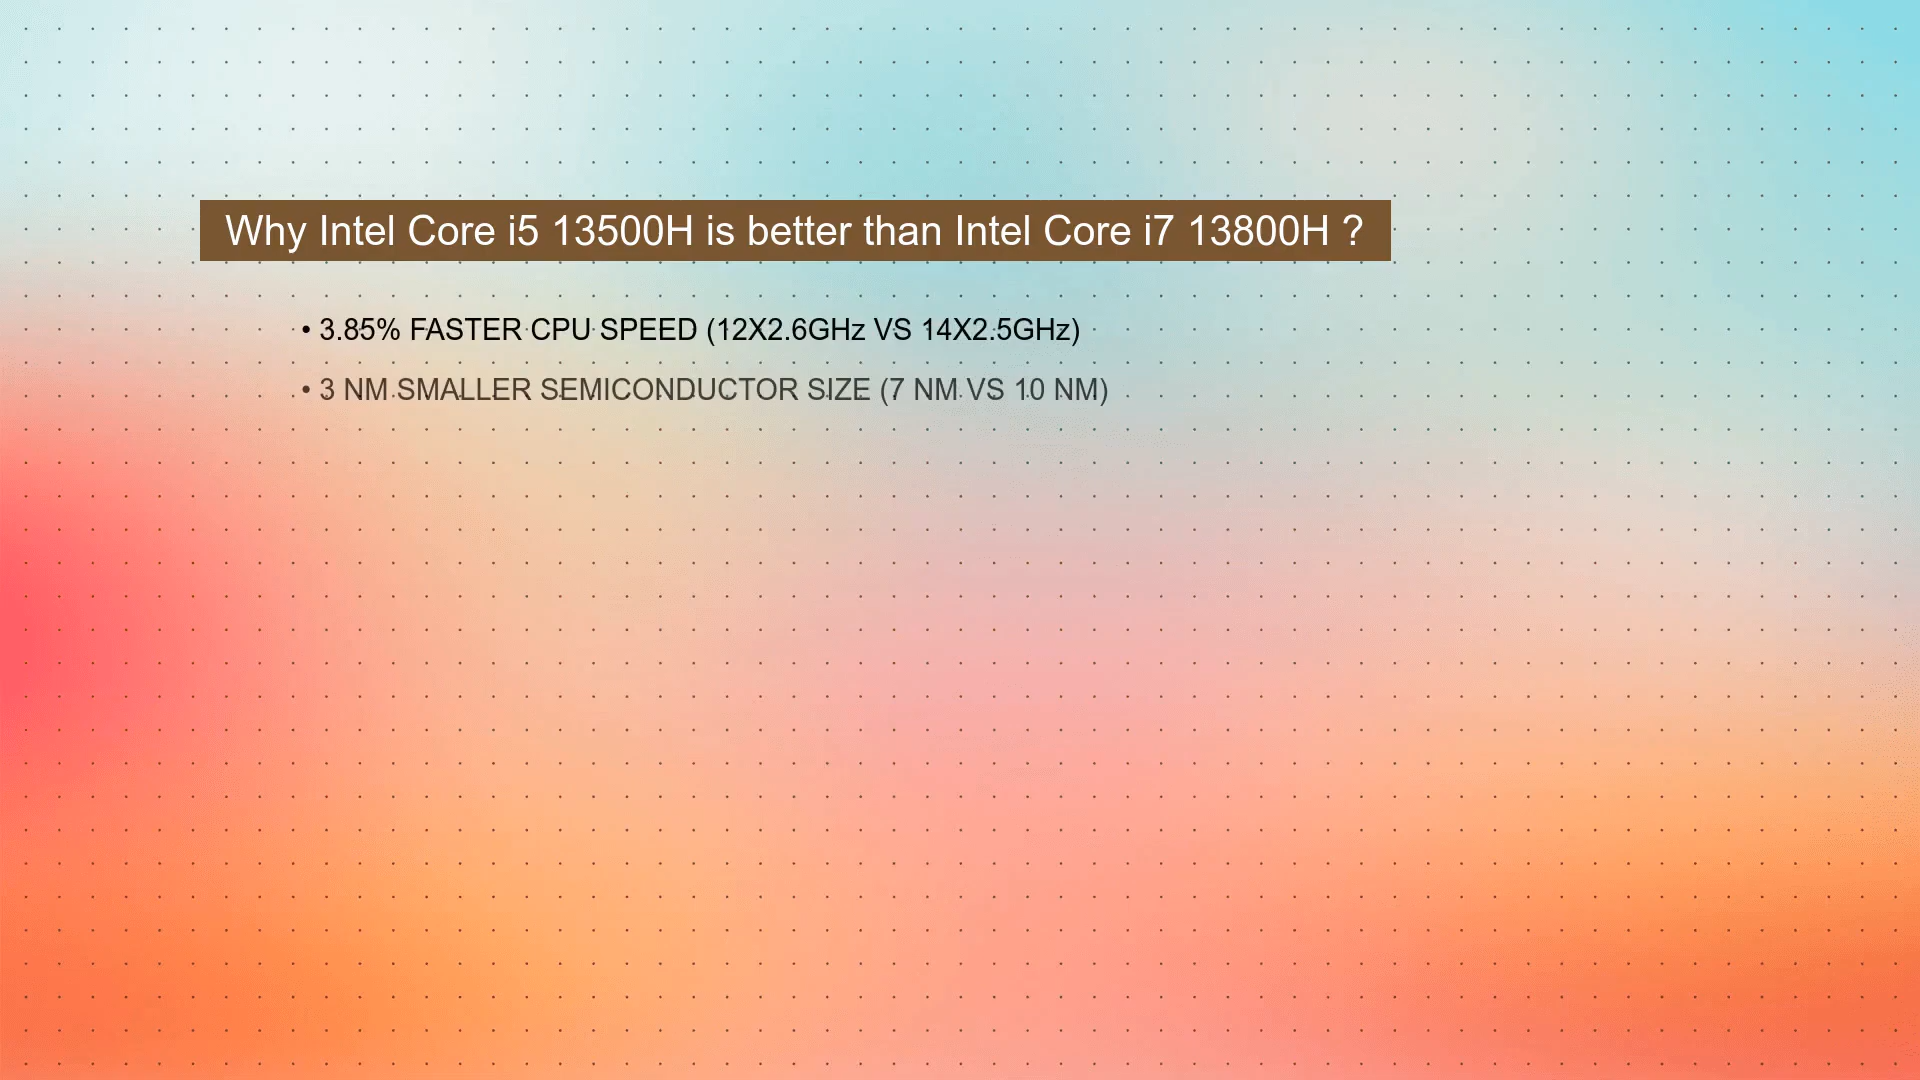 Why Intel Core i5 13500H is better than Intel Core i7 13800H ?
• 3.85% FASTER CPU SPEED (12X2.6GHz VS 14X2.5GHz)
• 3 NM SMALLER SEMICONDUCTOR SIZE (7 NM VS 10 NM)